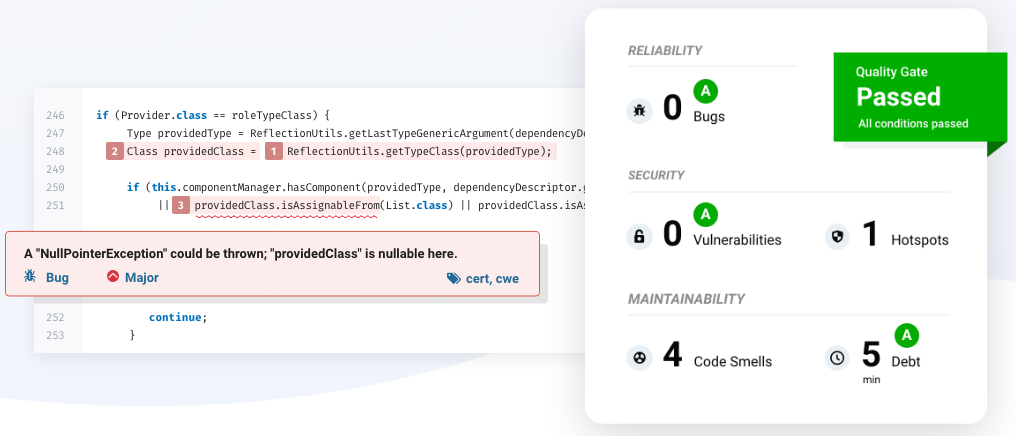 246 if (Provider.class == roleTypeClass) {
247 Type providedType = ReflectionUtils.getLastTypeGenericArgument(dependencyDe
248 2 Class providedClass = 1 ReflectionUtils.getTypeClass(providedType);
249
250 if (this.componentManager.hasComponent(providedType, dependencyDescriptor.g
251 || 3 providedClass.isAssignableFrom(List.class) || providedClass.isAs
A "NullPointerException" could be thrown; "providedClass" is nullable here.
Bug Major cert, cwe
252 continue;
253 }
RELIABILITY
0 A Bugs
Quality Gate
Passed
All conditions passed
SECURITY
0 A Vulnerabilities
1 Hotspots
MAINTAINABILITY
4 Code Smells
5 A Debt
min